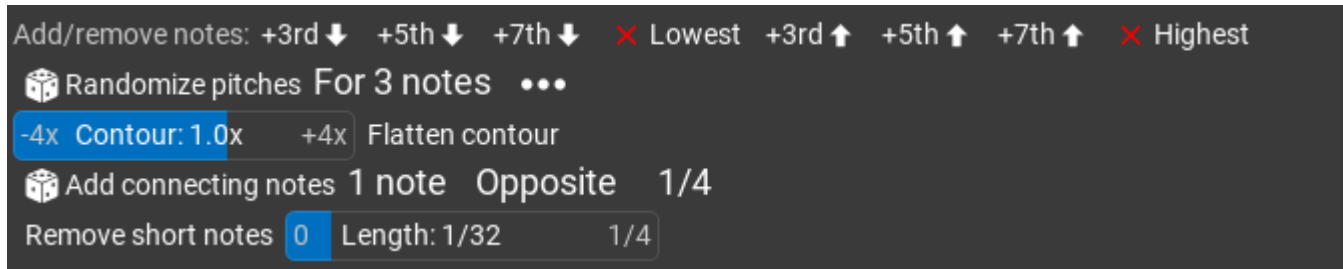 Add/remove notes: +3rd⬇ +5th⬇ +7th⬇ ❌ Lowest +3rd⬆ +5th⬆ +7th⬆ ❌ Highest
Randomize pitches For 3 notes •••
-4x Contour: 1.0x +4x Flatten contour
Add connecting notes 1 note Opposite 1/4
Remove short notes 0 Length: 1/32 1/4